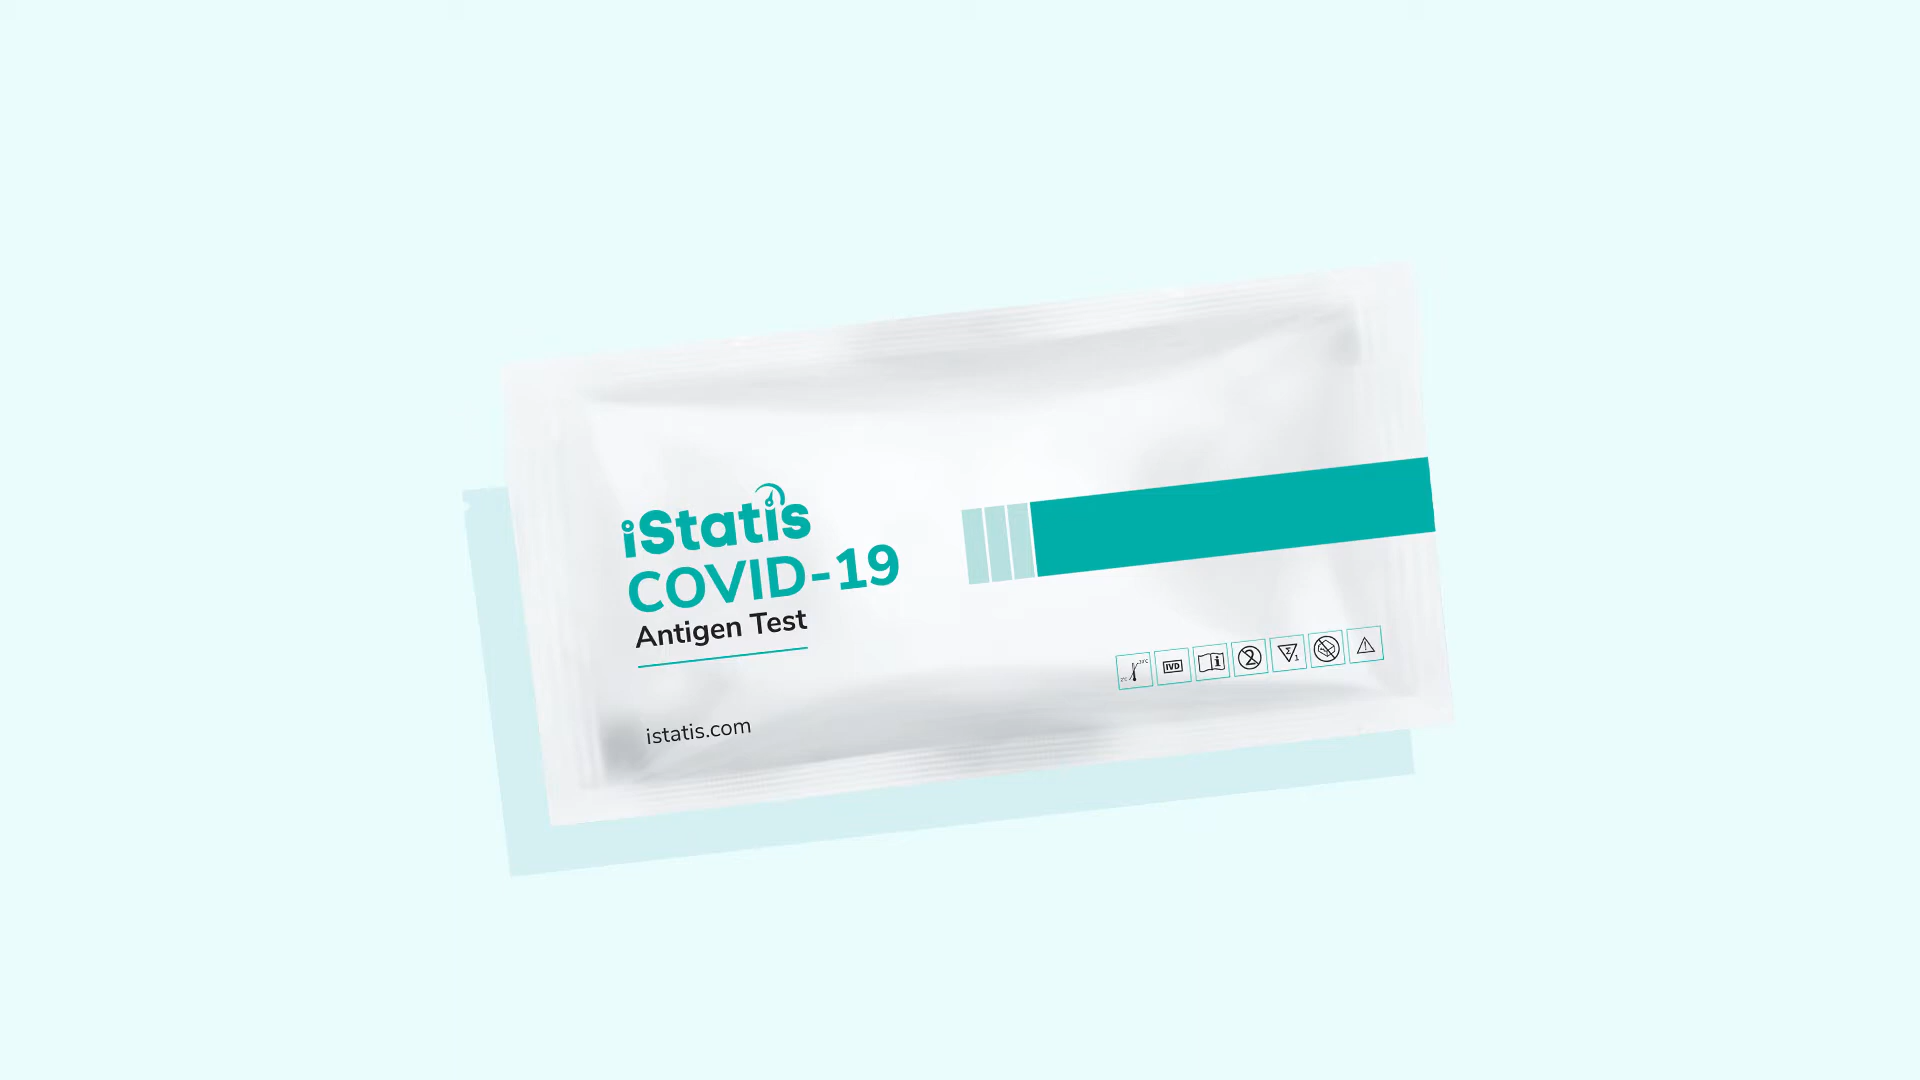 iStatis
COVID-19
Antigen Test
istatis.com
IVD